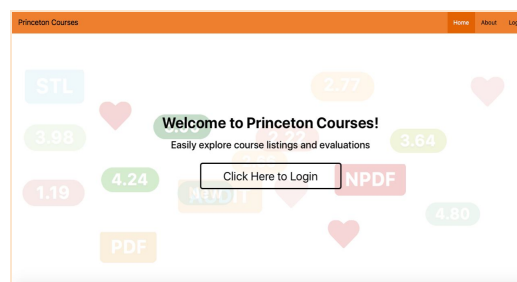 Princeton Courses
Home About
STL
2.77
Welcome to Princeton Courses!
3.98
3.64
Easily explore course listings and evaluations
Click Here to Login
4.24
NPDF
1.19
4.80
PDF